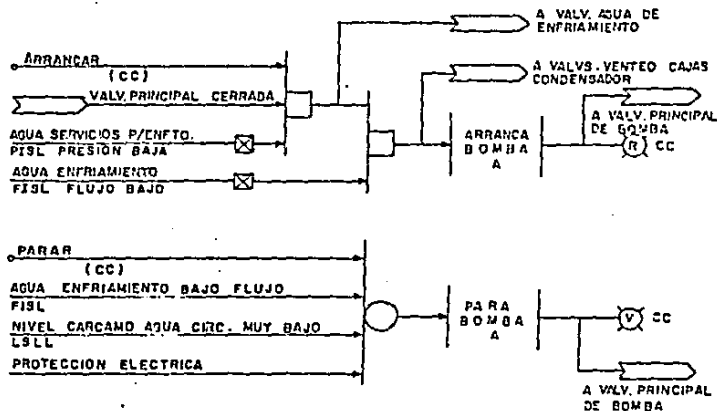 A VALV. AGUA DE
ENFRIAMIENTO
ARRANCAR
(CC)
A VALVS. VENTEO CAJAS
CONDENSADOR
VALV. PRINCIPAL CERRADA
A VALV. PRINCIPAL
DE BOMBA
AGUA SERVICIOS P/ENFTO.
PISL PRESION BAJA
ARRANCA
BOMBA
A
R CC
AGUA ENFRIAMIENTO
FISL FLUJO BAJO
PARAR
(CC)
AGUA ENFRIAMIENTO BAJO FLUJO
FISL
NIVEL CARCAMO AGUA CIRC. MUY BAJO
LSLL
PARA
BOMBA
A
V CC
PROTECCION ELECTRICA
A VALV. PRINCIPAL
DE BOMBA